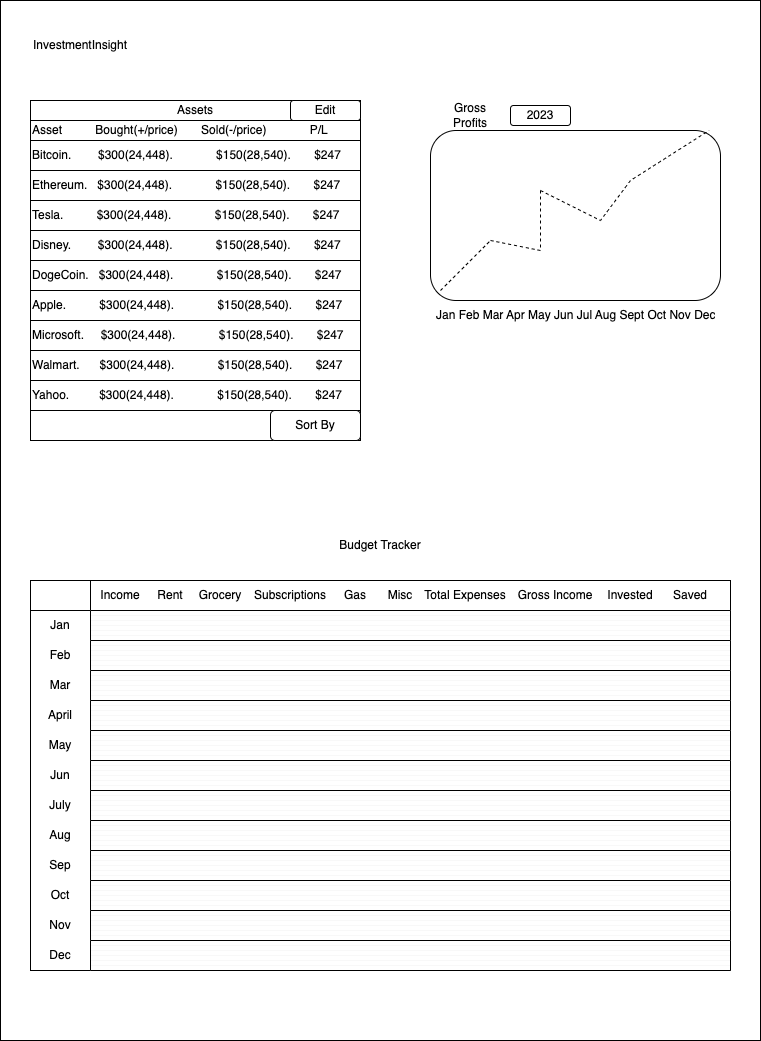 InvestmentInsight
Assets Edit
Asset Bought(+/price) Sold(-/price) P/L
Bitcoin. $300(24,448). $150(28,540). $247
Ethereum. $300(24,448). $150(28,540). $247
Tesla. $300(24,448). $150(28,540). $247
Disney. $300(24,448). $150(28,540). $247
DogeCoin. $300(24,448). $150(28,540). $247
Apple. $300(24,448). $150(28,540). $247
Microsoft. $300(24,448). $150(28,540). $247
Walmart. $300(24,448). $150(28,540). $247
Yahoo. $300(24,448). $150(28,540). $247
Sort By
Gross
Profits
2023
Jan Feb Mar Apr May Jun Jul Aug Sept Oct Nov Dec
Budget Tracker
Income Rent Grocery Subscriptions Gas Misc Total Expenses Gross Income Invested Saved
Jan
Feb
Mar
April
May
Jun
July
Aug
Sep
Oct
Nov
Dec